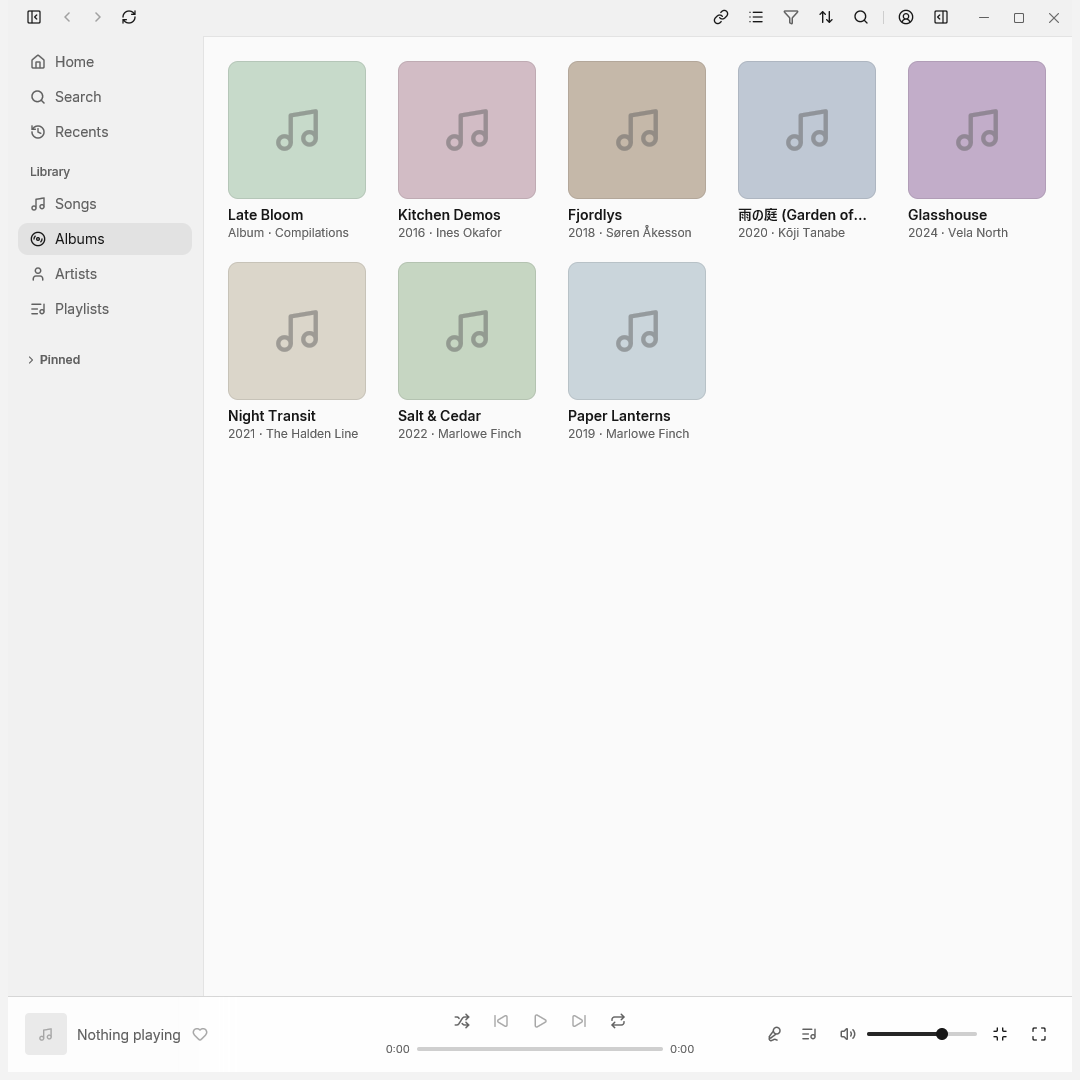 Home
Search
Recents
Library
Songs
Albums
Artists
Playlists
Pinned
Late Bloom
Album · Compilations
Kitchen Demos
2016 · Ines Okafor
Fjordlys
2018 · Søren Åkesson
雨の庭 (Garden of...
2020 · Kōji Tanabe
Glasshouse
2024 · Vela North
Night Transit
2021 · The Halden Line
Salt & Cedar
2022 · Marlowe Finch
Paper Lanterns
2019 · Marlowe Finch
Nothing playing
0:00
0:00